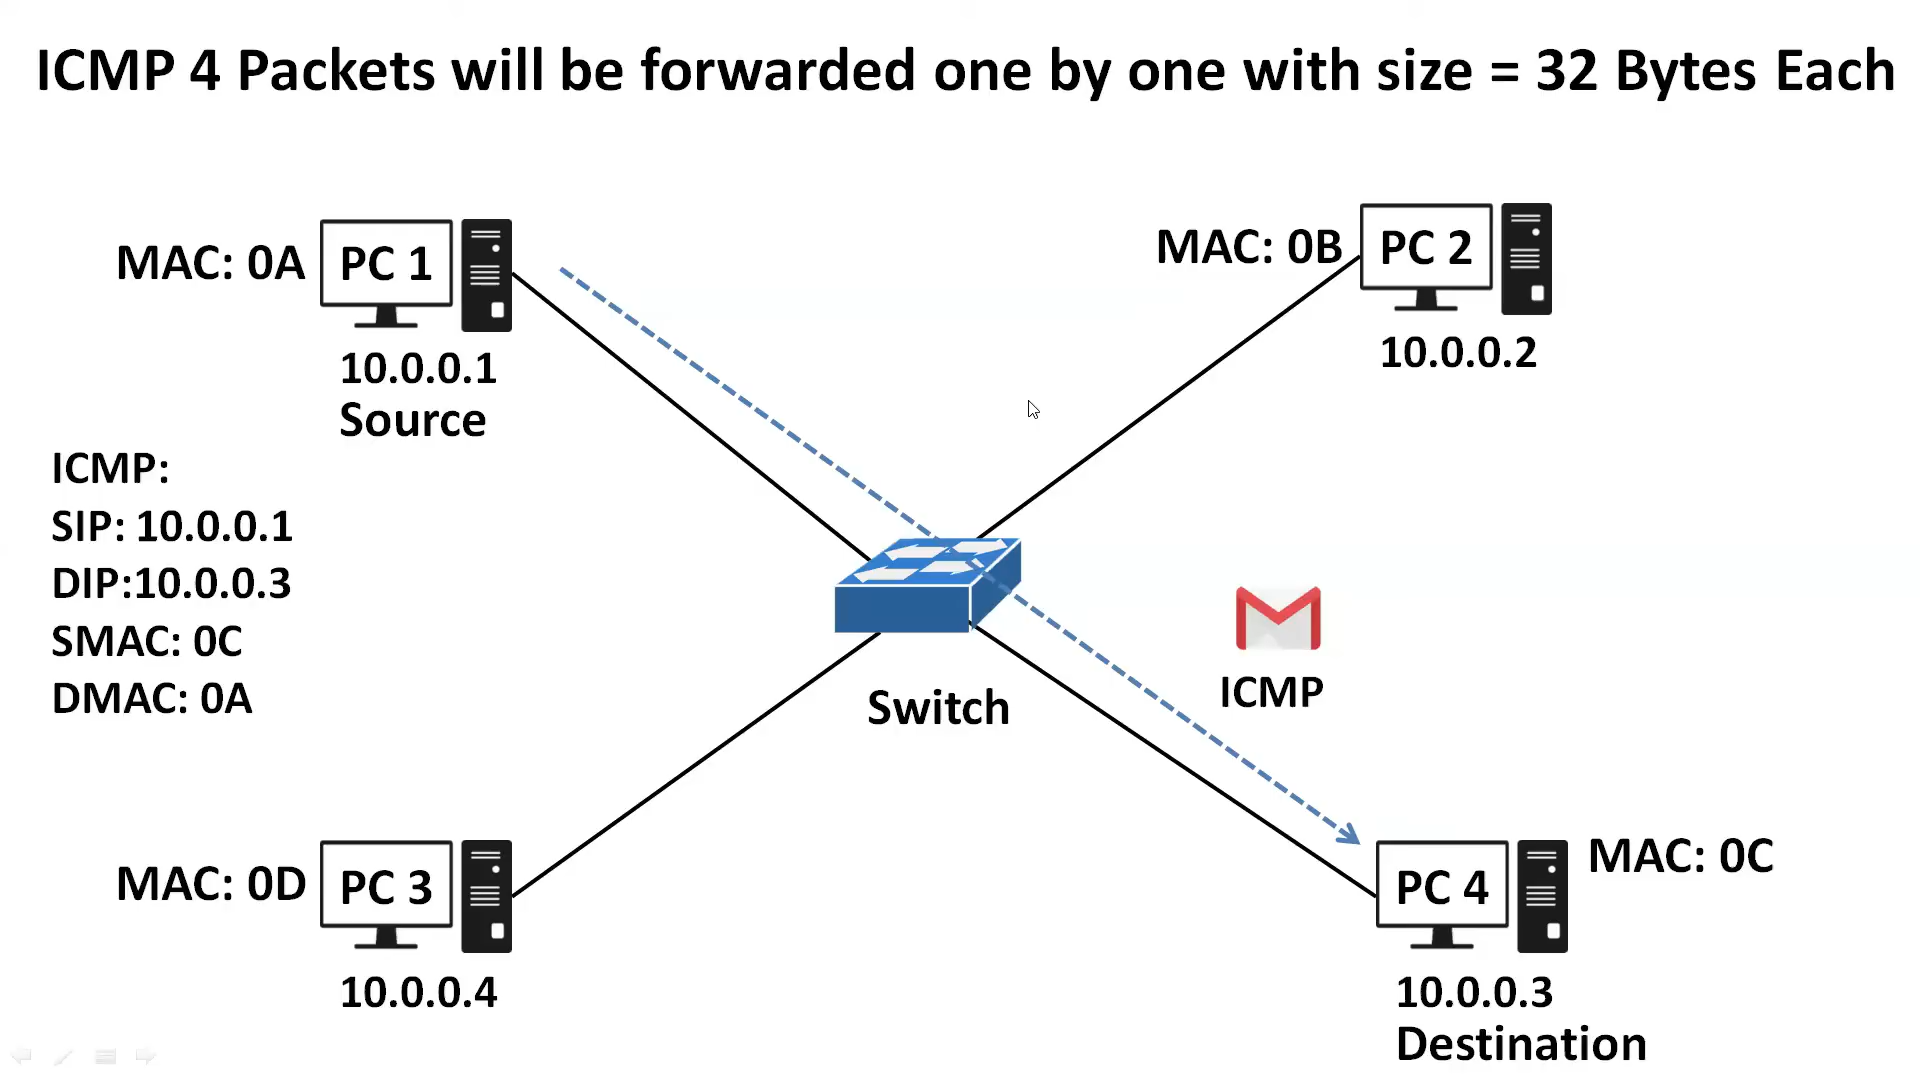 ICMP 4 Packets will be forwarded one by one with size = 32 Bytes Each
MAC: 0A
PC 1
10.0.0.1
Source
MAC: 0B
PC 2
10.0.0.2
ICMP:
SIP: 10.0.0.1
DIP:10.0.0.3
SMAC: 0C
DMAC: 0A
Switch
ICMP
MAC: 0D
PC 3
10.0.0.4
PC 4
MAC: 0C
10.0.0.3
Destination